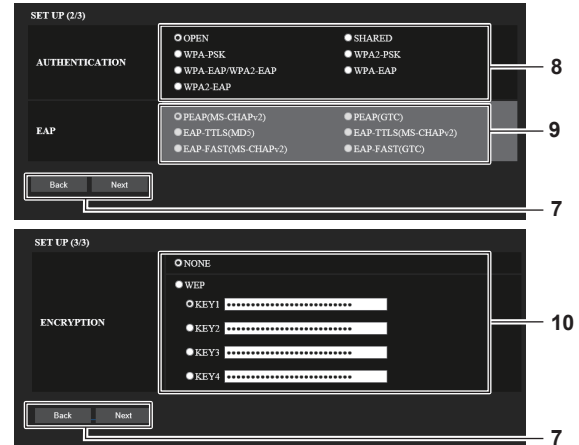 SET UP (2/3)
AUTHENTICATION
OPEN SHARED
WPA-PSK WPA2-PSK
WPA-EAP/WPA2-EAP WPA-EAP
WPA2-EAP
8
EAP
PEAP(MS-CHAPv2) PEAP(GTC)
EAP-TTLS(MD5) EAP-TTLS(MS-CHAPv2)
EAP-FAST(MS-CHAPv2) EAP-FAST(GTC)
9
Back Next
7
SET UP (3/3)
ENCRYPTION
NONE
WEP
KEY1 ••••••••••••••••••••••••••
KEY2 ••••••••••••••••••••••••••
KEY3 ••••••••••••••••••••••••••
KEY4 ••••••••••••••••••••••••••
10
Back Next
7